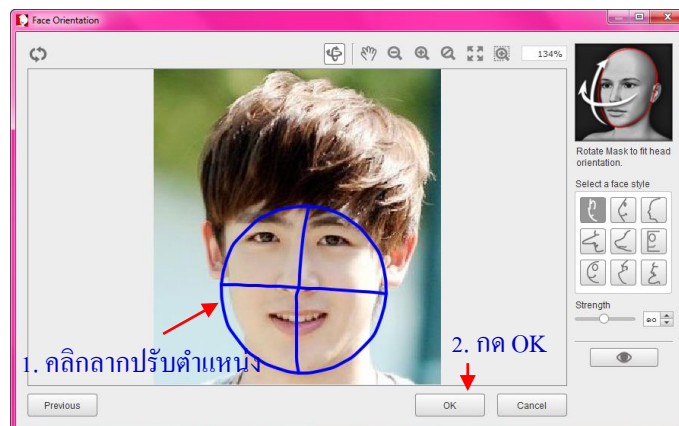 Face Orientation
134%
Rotate Mask to fit head
orientation.
Select a face style
Strength
๑๐
1. คลิกลากปรับตำแหน่ง
2. กด OK
Previous
OK
Cancel